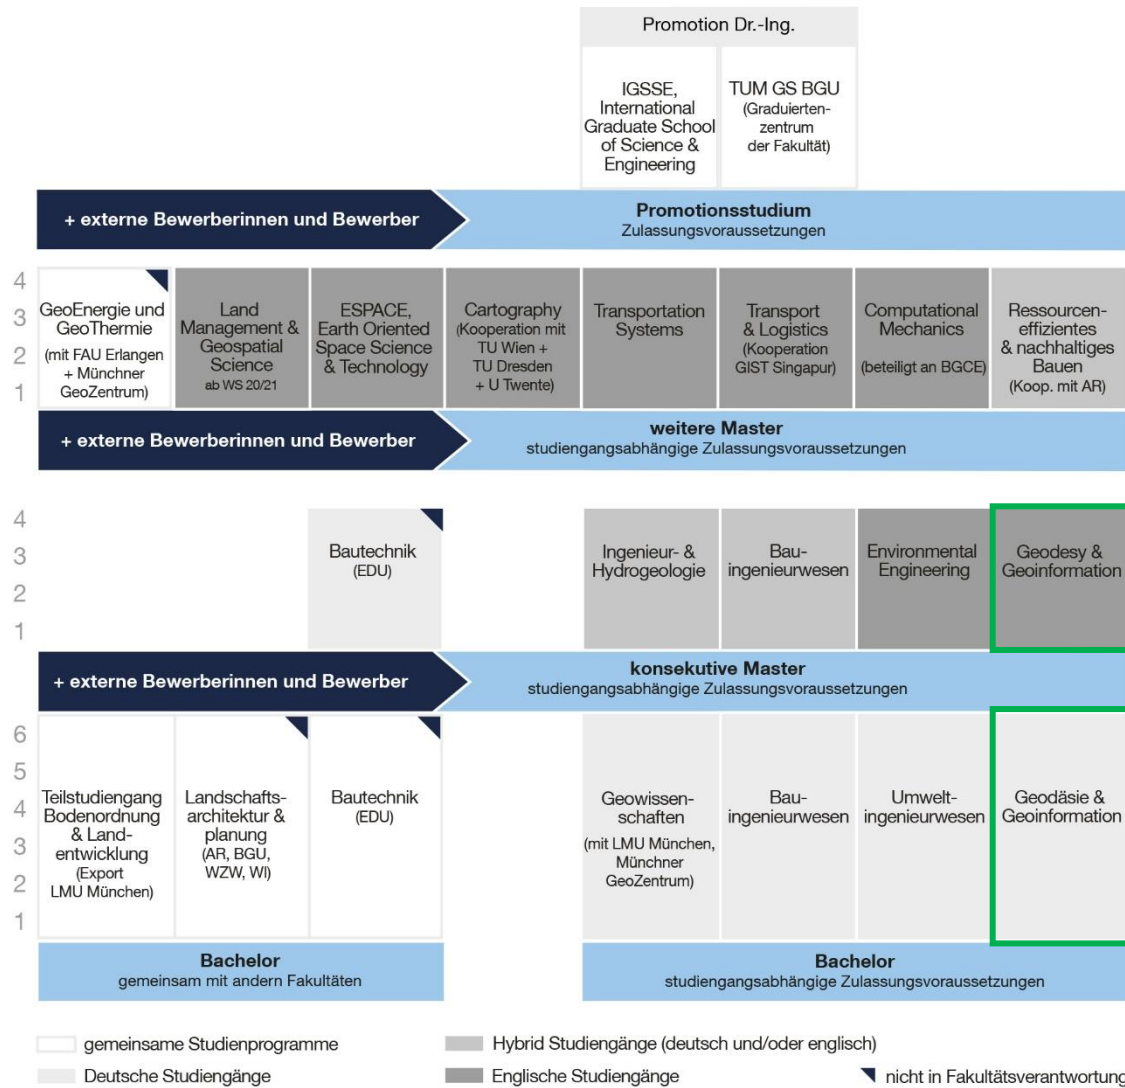 Promotion Dr.-Ing.
IGSSE,
International
Graduate School
of Science &
Engineering
TUM GS BGU
(Graduierten-
zentrum
der Fakultät)
+ externe Bewerberinnen und Bewerber
Promotionsstudium
Zulassungsvoraussetzungen
4
3
2
1
GeoEnergie und
GeoThermie
(mit FAU Erlangen
+ Münchner
GeoZentrum)
Land
Management &
Geospatial
Science
ab WS 20/21
ESPACE,
Earth Oriented
Space Science
& Technology
Cartography
(Kooperation mit
TU Wien +
TU Dresden
+ U Twente)
Transportation
Systems
Transport
& Logistics
(Kooperation
GIST Singapur)
Computational
Mechanics
(beteiligt an BGCE)
Ressourcen-
effizientes
& nachhaltiges
Bauen
(Koop. mit AR)
+ externe Bewerberinnen und Bewerber
weitere Master
studiengangsabhängige Zulassungsvoraussetzungen
4
3
2
1
Bautechnik
(EDU)
Ingenieur- &
Hydrogeologie
Bau-
ingenieurwesen
Environmental
Engineering
Geodesy &
Geoinformation
+ externe Bewerberinnen und Bewerber
konsekutive Master
studiengangsabhängige Zulassungsvoraussetzungen
6
5
4
3
2
1
Teilstudiengang
Bodenordnung
& Land-
entwicklung
(Export
LMU München)
Landschafts-
architektur &
planung
(AR, BGU,
WZW, WI)
Bautechnik
(EDU)
Geowissen-
schaften
(mit LMU München,
Münchner
GeoZentrum)
Bau-
ingenieurwesen
Umwelt-
ingenieurwesen
Geodäsie &
Geoinformation
Bachelor
gemeinsam mit andern Fakultäten
Bachelor
studiengangsabhängige Zulassungsvoraussetzungen
gemeinsame Studienprogramme
Hybrid Studiengänge (deutsch und/oder englisch)
Deutsche Studiengänge
Englische Studiengänge
nicht in Fakultätsverantwortung